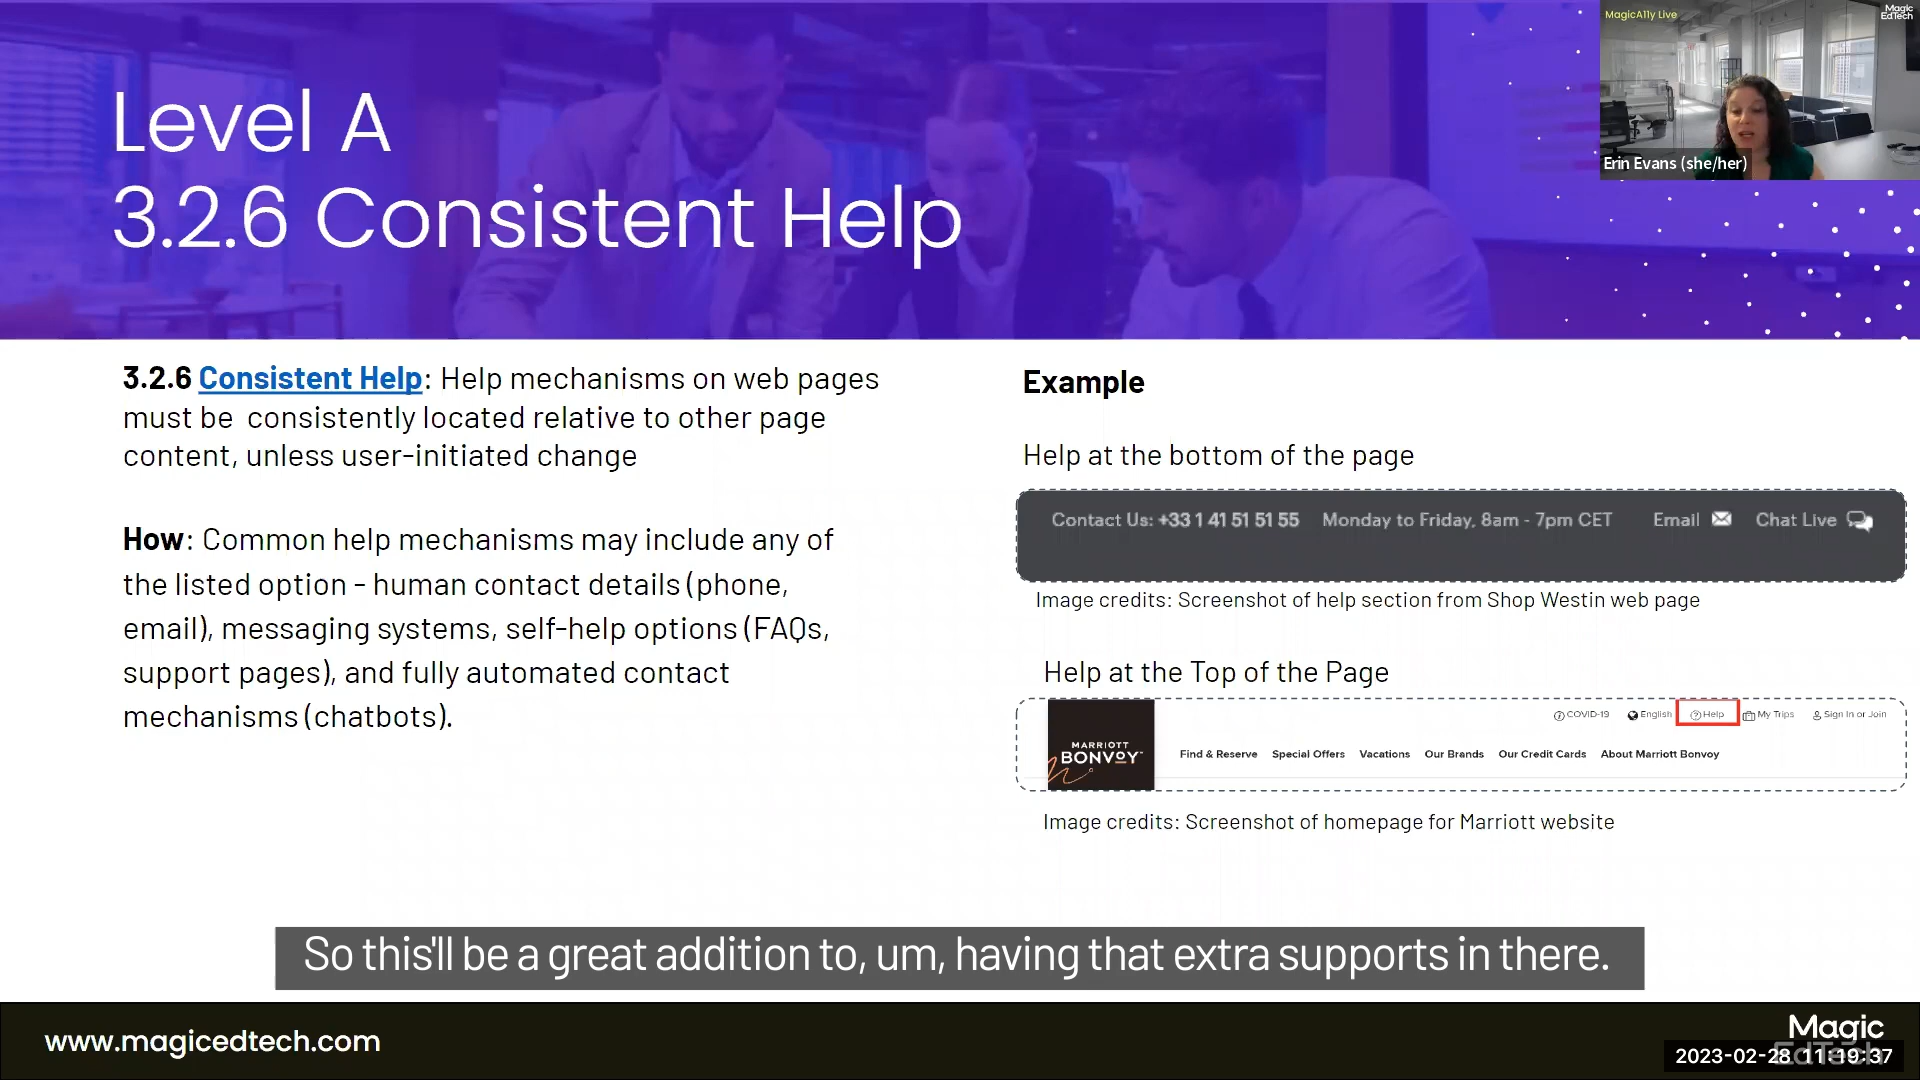 MagicA11y Live
Magic
EdTech
Erin Evans (she/her)
Level A
3.2.6 Consistent Help
3.2.6 Consistent Help: Help mechanisms on web pages
must be consistently located relative to other page
content, unless user-initiated change
How: Common help mechanisms may include any of
the listed option - human contact details (phone,
email), messaging systems, self-help options (FAQs,
support pages), and fully automated contact
mechanisms (chatbots).
Example
Help at the bottom of the page
Contact Us: +33 1 41 51 51 55 Monday to Friday, 8am - 7pm CET Email Chat Live
Image credits: Screenshot of help section from Shop Westin web page
Help at the Top of the Page
COVID-19 English Help My Trips Sign In or Join
MARRIOTT
BONVOY
Find & Reserve Special Offers Vacations Our Brands Our Credit Cards About Marriott Bonvoy
Image credits: Screenshot of homepage for Marriott website
So this'll be a great addition to, um, having that extra supports in there.
www.magicedtech.com
Magic
EdTech
2023-02-28 11:19:37